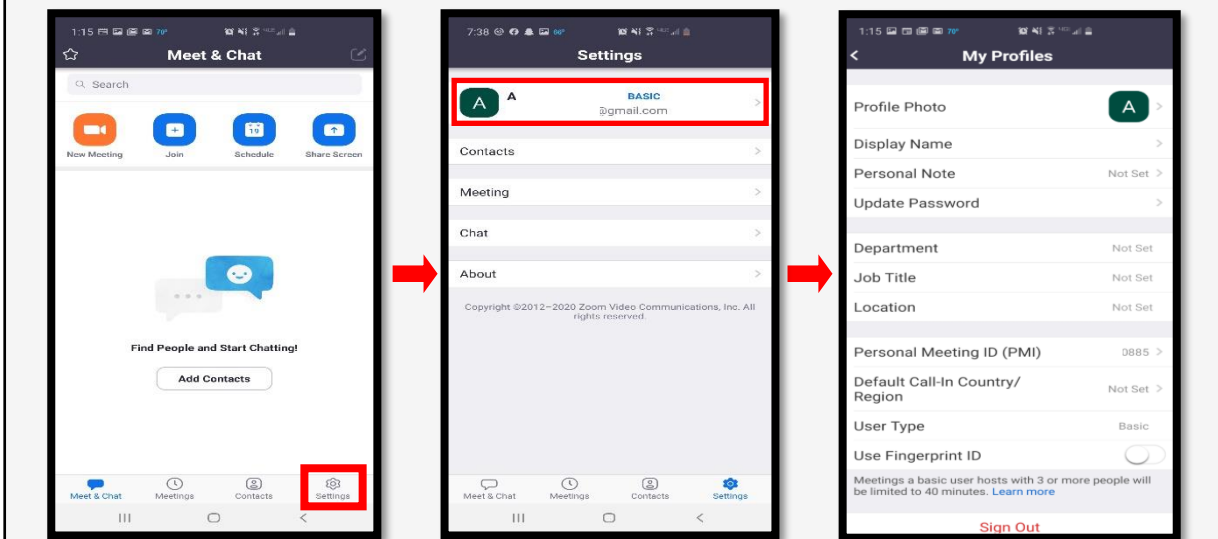 1:15 70°
Meet & Chat
Search
New Meeting
Join
19
Schedule
Share Screen
Find People and Start Chatting!
Add Contacts
Meet & Chat
Meetings
Contacts
Settings
7:38 66°
Settings
A
A
BASIC
@gmail.com
Contacts
Meeting
Chat
About
Copyright ©2012–2020 Zoom Video Communications, Inc. All
rights reserved.
Meet & Chat
Meetings
Contacts
Settings
1:15 70°
My Profiles
Profile Photo
A
Display Name
Personal Note Not Set
Update Password
Department Not Set
Job Title Not Set
Location Not Set
Personal Meeting ID (PMI) 0885
Default Call-In Country/
Region Not Set
User Type Basic
Use Fingerprint ID
Meetings a basic user hosts with 3 or more people will
be limited to 40 minutes. Learn more
Sign Out